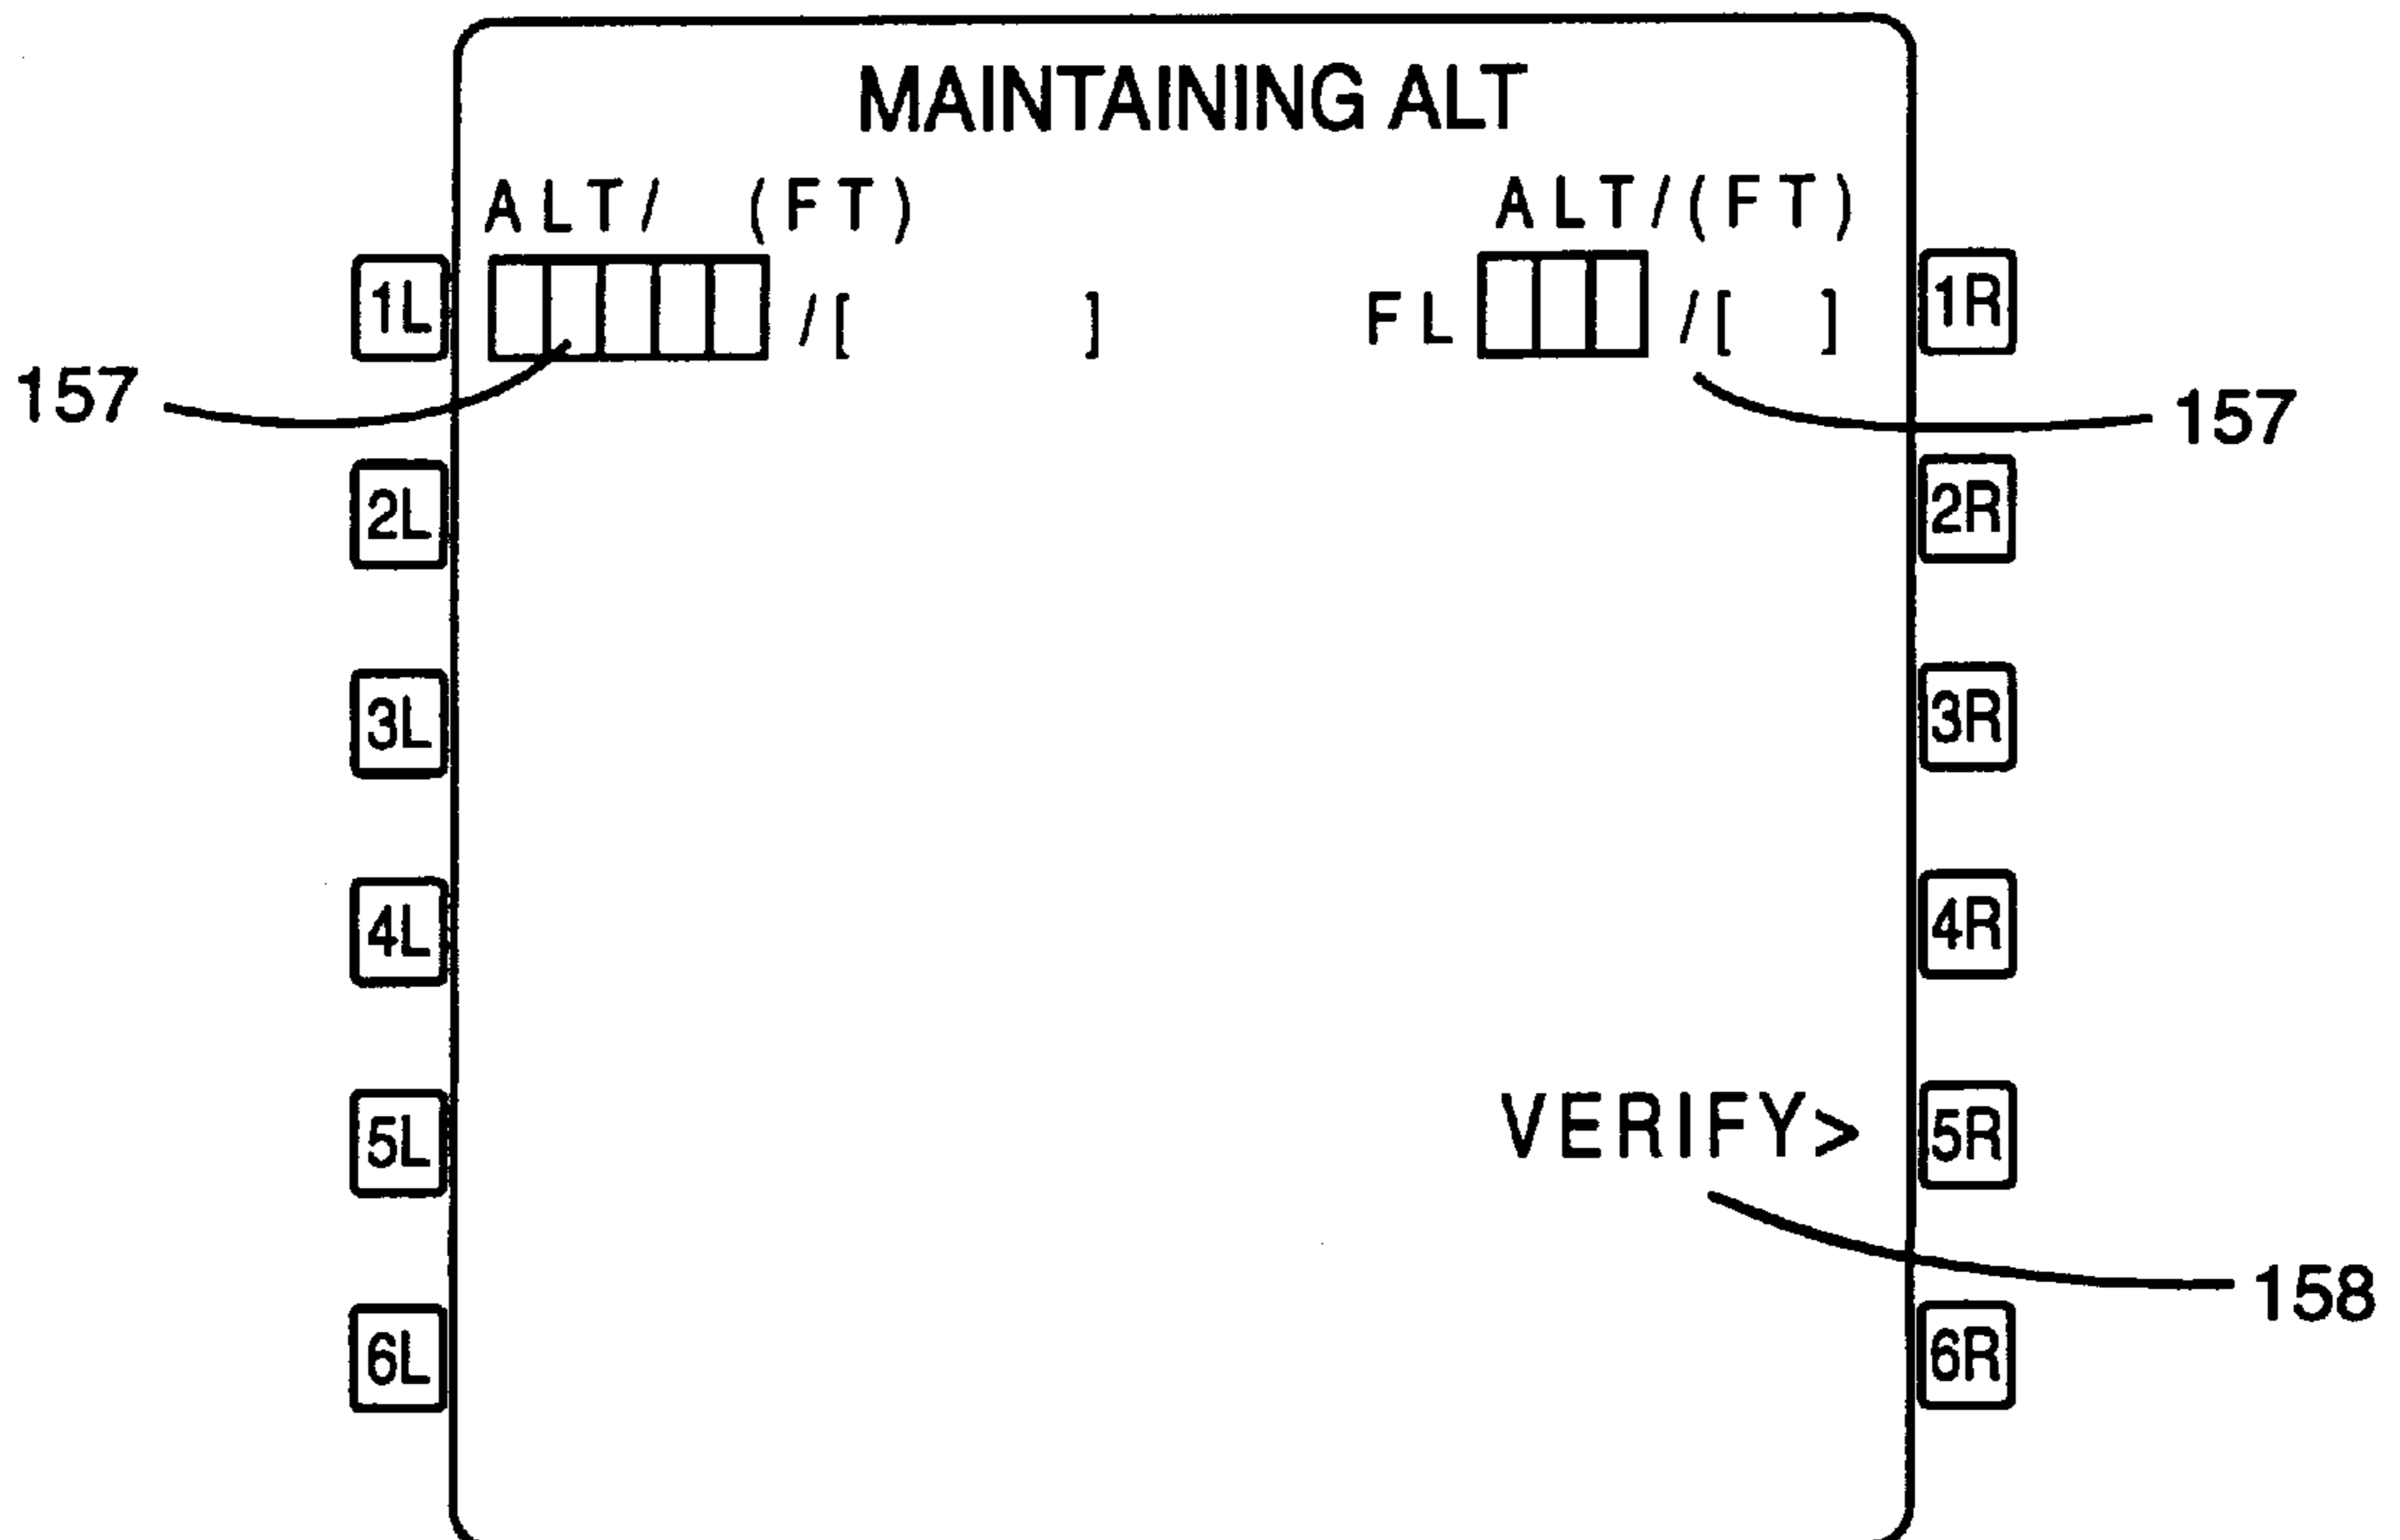 MAINTAINING ALT
ALT/ (FT) ALT/(FT)
1L /[ ] FL /[ ] 1R
157 157
2L 2R
3L 3R
4L 4R
5L VERIFY> 5R
158
6L 6R